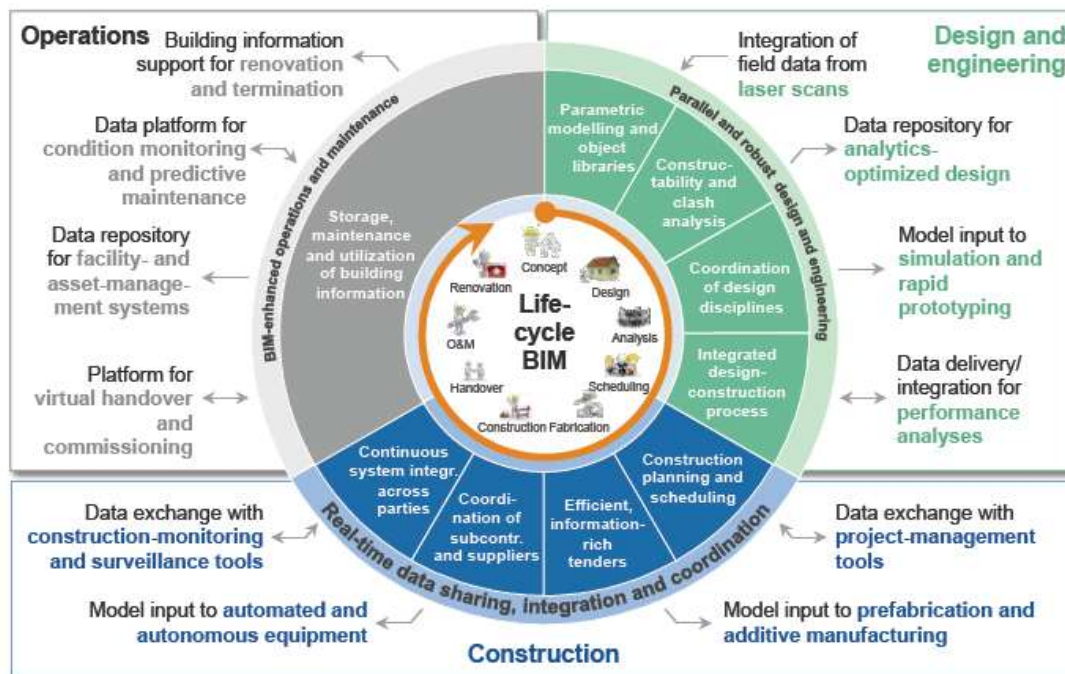 Operations
Building information
support for renovation
and termination
Data platform for
condition monitoring
and predictive
maintenance
Data repository
for facility- and
asset-manage-
ment systems
Platform for
virtual handover
and
commissioning
BIM-enhanced operations and maintenance
Storage,
maintenance
and utilization
of building
information
Design and
engineering
Integration of
field data from
laser scans
Data repository for
analytics-
optimized design
Model input to
simulation and
rapid
prototyping
Data delivery/
integration for
performance
analyses
Parallel and robust design and engineering
Parametric
modelling and
object
libraries
Construc-
tability and
clash
analysis
Coordination
of design
disciplines
Integrated
design-
construction
process
Life-
cycle
BIM
Concept
Design
Analysis
Scheduling
Fabrication
Construction
Handover
O&M
Renovation
Construction
planning and
scheduling
Efficient,
information-
rich
tenders
Coordi-
nation of
subcontr.
and suppliers
Continuous
system integr.
across
parties
Real-time data sharing, integration and coordination
Data exchange with
construction-monitoring
and surveillance tools
Model input to automated and
autonomous equipment
Data exchange with
project-management
tools
Model input to prefabrication and
additive manufacturing
Construction